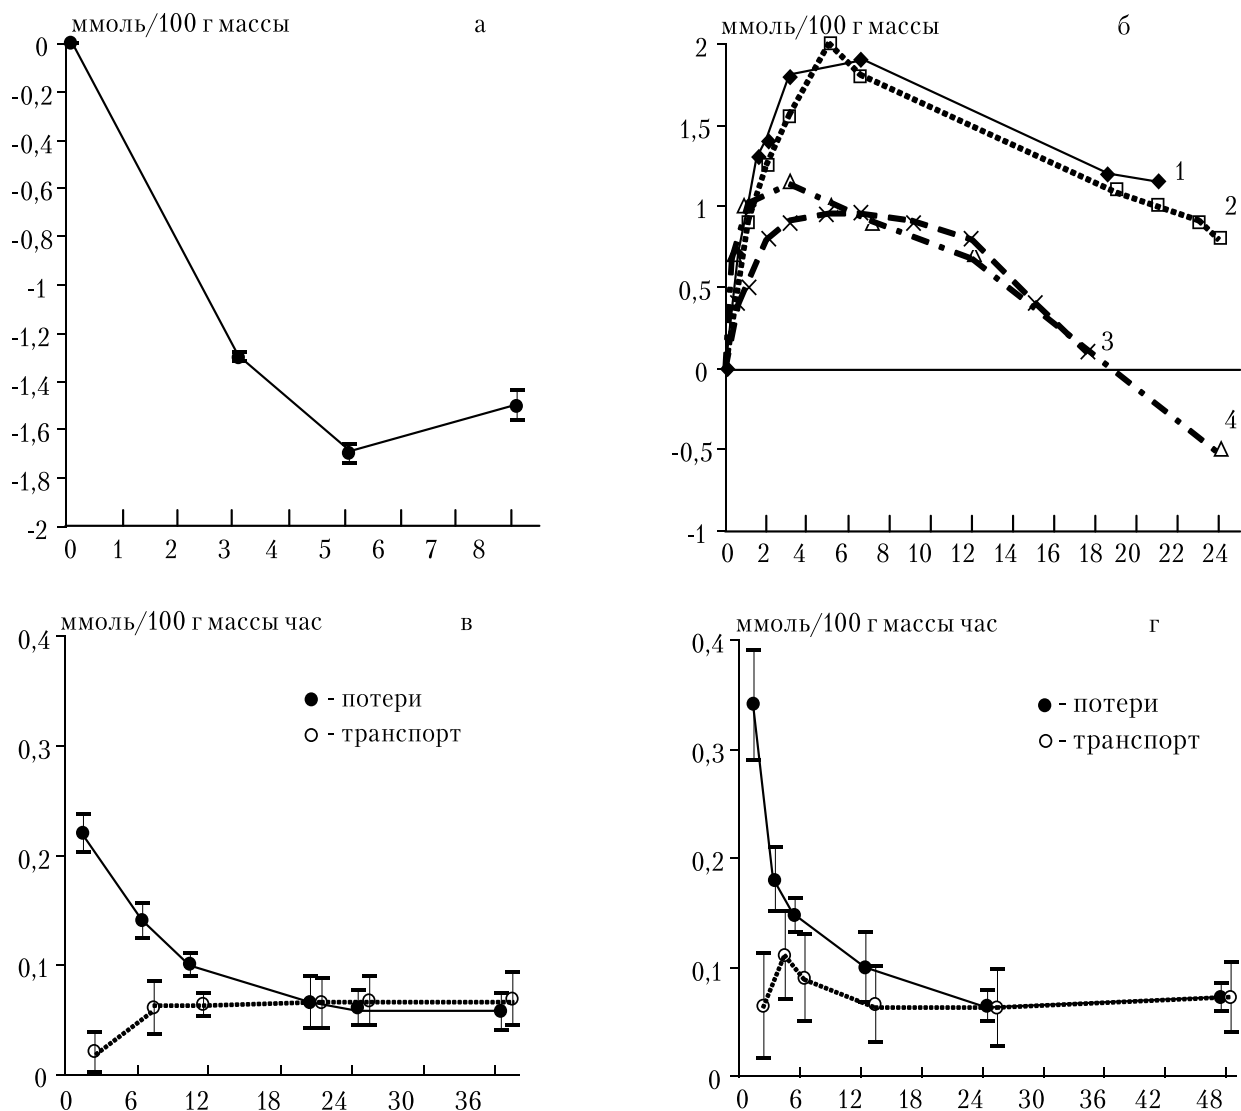 ммоль/100 г массы а
0
-0,2
-0,4
-0,6
-0,8
-1
-1,2
-1,4
-1,6
-1,8
-2
0 1 2 3 4 5 6 7 8
ммоль/100 г массы б
2
1,5
1
0,5
0
-0,5
-1
1
2
3
4
0 2 4 6 8 10 12 14 16 18 20 22 24
ммоль/100 г массы час в
0,4
0,3
0,2
0,1
0
- потери
- транспорт
0 6 12 18 24 30 36
ммоль/100 г массы час г
0,4
0,3
0,2
0,1
0
- потери
- транспорт
0 6 12 18 24 30 36 42 48